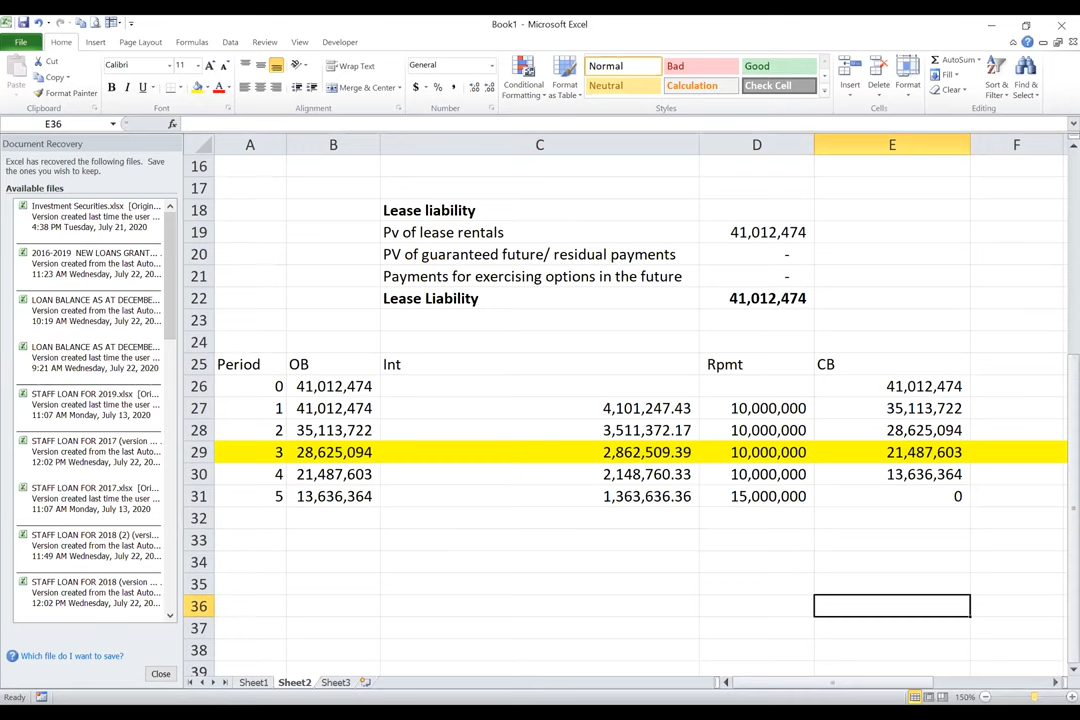 Book1 - Microsoft Excel
File Home Insert Page Layout Formulas Data Review View Developer
Paste
Cut
Copy
Format Painter
Clipboard
Calibri 11
B I U
Font
Wrap Text
Merge & Center
Alignment
General
$ % ,
Number
Conditional Formatting
Format as Table
Normal Bad Good
Neutral Calculation Check Cell
Styles
Insert Delete Format
Cells
AutoSum
Fill
Clear
Sort & Filter
Find & Select
Editing
E36 fx
Document Recovery
Excel has recovered the following files. Save
the ones you wish to keep.
Available files
Investment Securities.xlsx [Origin...
Version created last time the user ...
4:38 PM Tuesday, July 21, 2020
2016-2019 NEW LOANS GRANT...
Version created from the last Auto...
11:23 AM Wednesday, July 22, 20...
LOAN BALANCE AS AT DECEMBE...
Version created from the last Auto...
10:19 AM Wednesday, July 22, 20...
LOAN BALANCE AS AT DECEMBE...
Version created last time the user ...
9:21 AM Wednesday, July 22, 20...
STAFF LOAN FOR 2019.xlsx [Ori...
Version created last time the user ...
11:07 AM Monday, July 13, 2020
STAFF LOAN FOR 2017 (version ...
Version created from the last Auto...
12:02 PM Wednesday, July 22, 20...
STAFF LOAN FOR 2017.xlsx [Ori...
Version created last time the user ...
11:07 AM Monday, July 13, 2020
STAFF LOAN FOR 2018 (2) (versi...
Version created from the last Auto...
11:49 AM Wednesday, July 22, 20...
STAFF LOAN FOR 2018 (version ...
Version created from the last Auto...
12:02 PM Wednesday, July 22, 20...
Which file do I want to save?
Close
A B C D E F
16
17
18 Lease liability
19 Pv of lease rentals 41,012,474
20 PV of guaranteed future/ residual payments -
21 Payments for exercising options in the future -
22 Lease Liability 41,012,474
23
24
25 Period OB Int Rpmt CB
26 0 41,012,474 41,012,474
27 1 41,012,474 4,101,247.43 10,000,000 35,113,722
28 2 35,113,722 3,511,372.17 10,000,000 28,625,094
29 3 28,625,094 2,862,509.39 10,000,000 21,487,603
30 4 21,487,603 2,148,760.33 10,000,000 13,636,364
31 5 13,636,364 1,363,636.36 15,000,000 0
32
33
34
35
36
37
38
39
Sheet1 Sheet2 Sheet3
Ready 150%